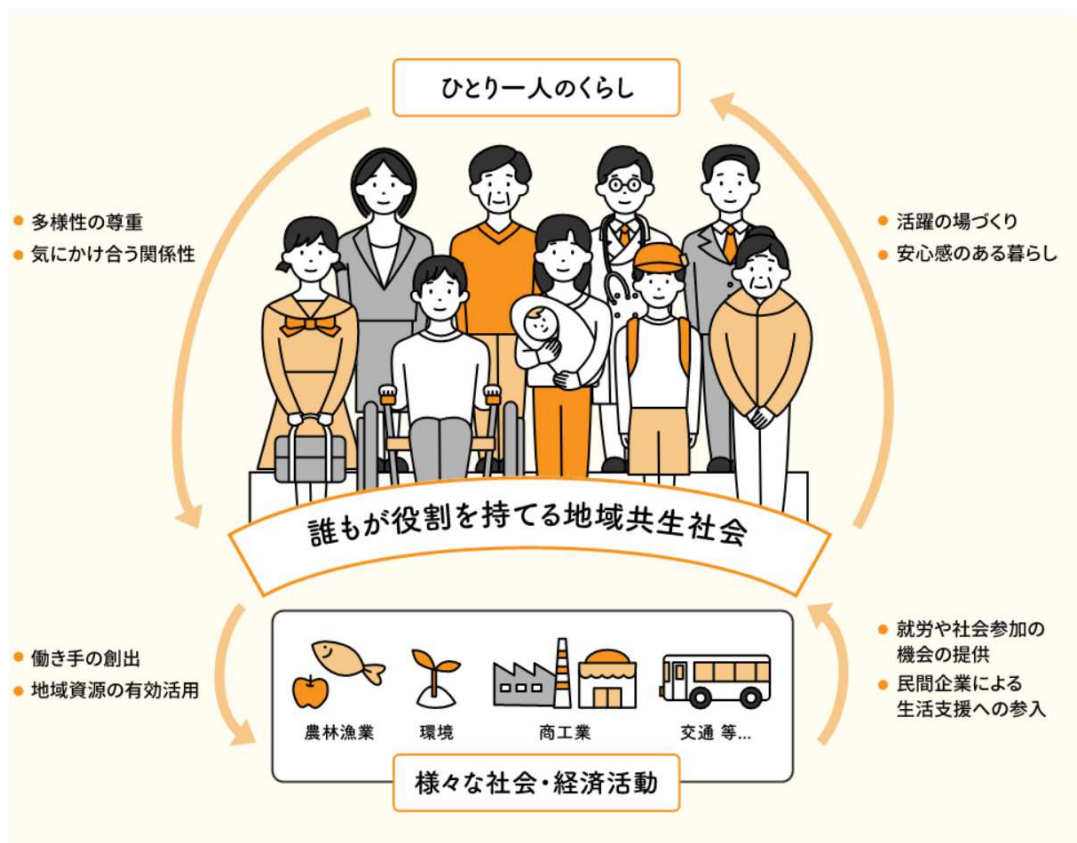 ひとり一人のくらし
● 多様性の尊重
● 気にかけ合う関係性
● 活躍の場づくり
● 安心感のある暮らし
誰もが役割を持てる地域共生社会
● 働き手の創出
● 地域資源の有効活用
● 就労や社会参加の
機会の提供
● 民間企業による
生活支援への参入
農林漁業
環境
商工業
交通 等...
様々な社会・経済活動